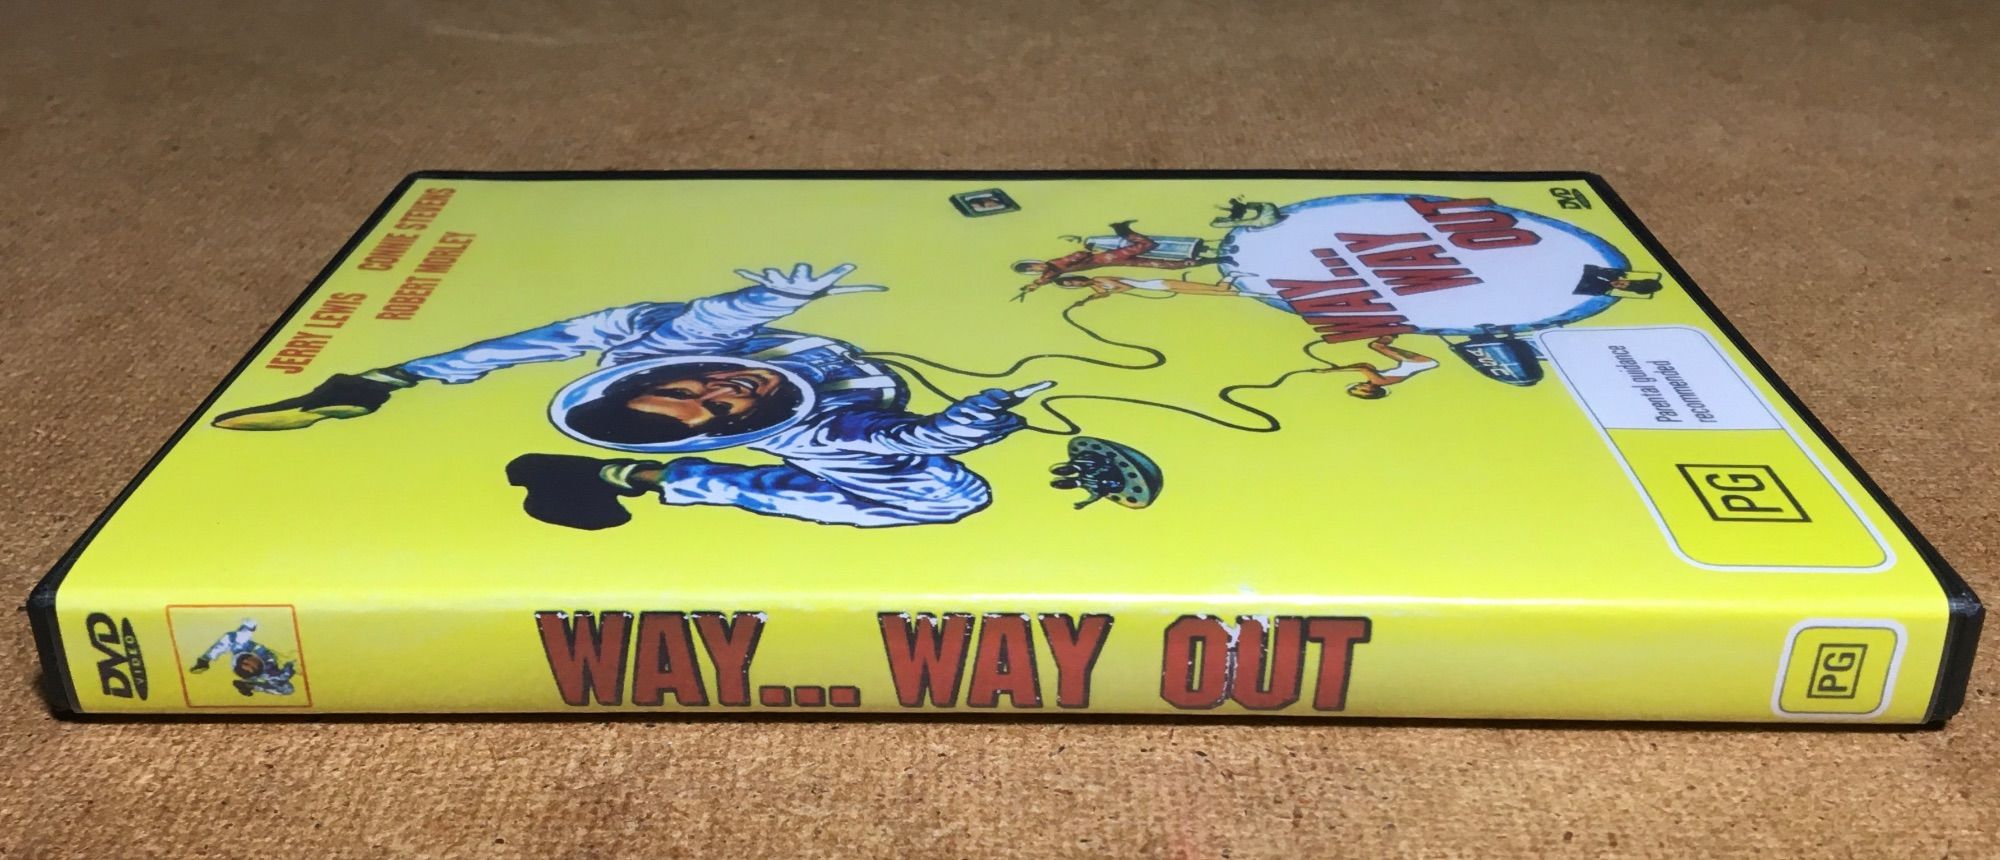 JERRY LEWIS CONNIE STEVENS
ROBERT MORLEY
WAY...
WAY
OUT
DVD
Parental guidance
recommended
PG
DVD
VIDEO
WAY... WAY OUT
PG